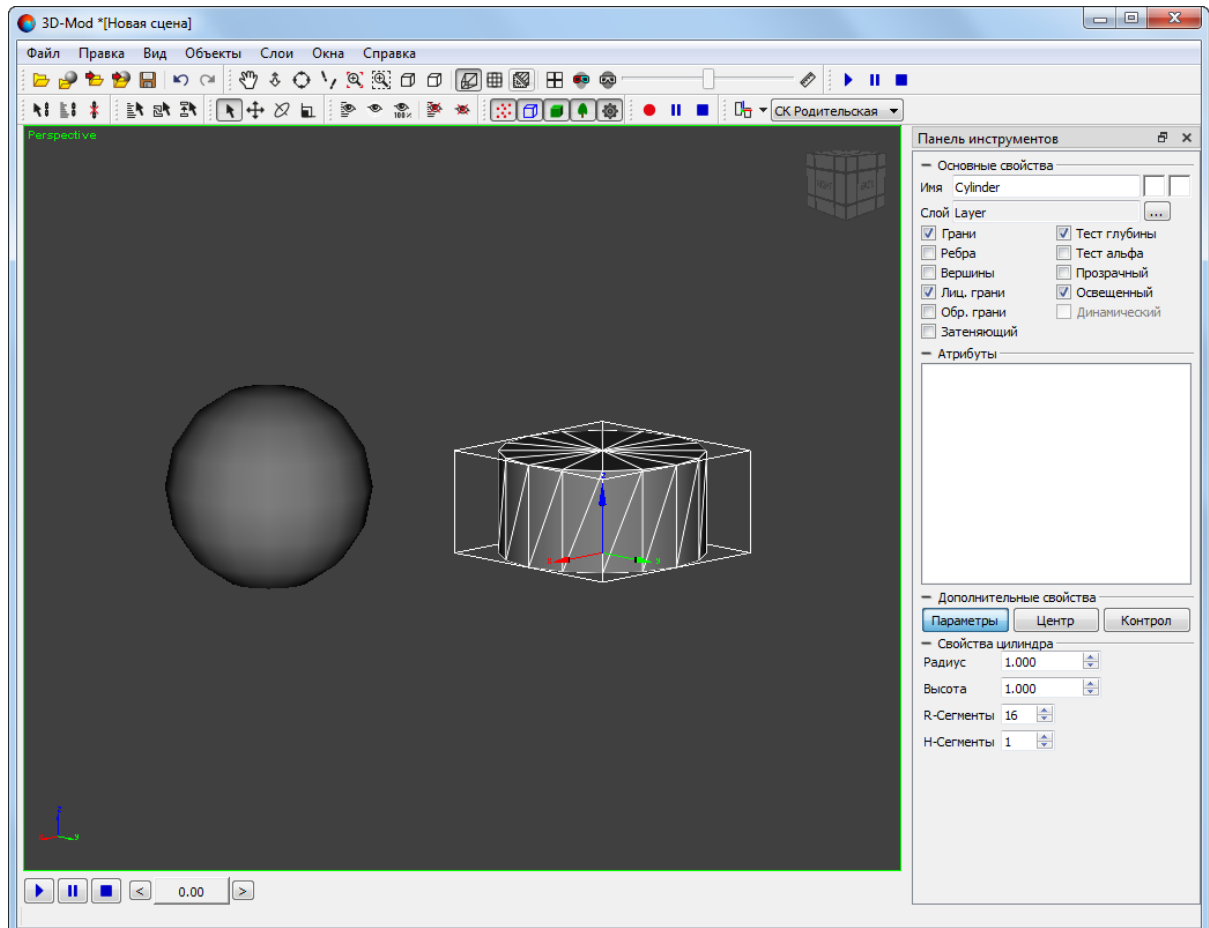 3D-Mod *[Новая сцена]
Файл Правка Вид Объекты Слои Окна Справка
100%
СК Родительская
Perspective
Панель инструментов
Основные свойства
Имя Cylinder
Слой Layer ...
Грани Тест глубины
Ребра Тест альфа
Вершины Прозрачный
Лиц. грани Освещенный
Обр. грани Динамический
Затеняющий
Атрибуты
Дополнительные свойства
Параметры Центр Контрол
Свойства цилиндра
Радиус 1.000
Высота 1.000
R-Сегменты 16
H-Сегменты 1
z
x y
z
x y
< 0.00 >